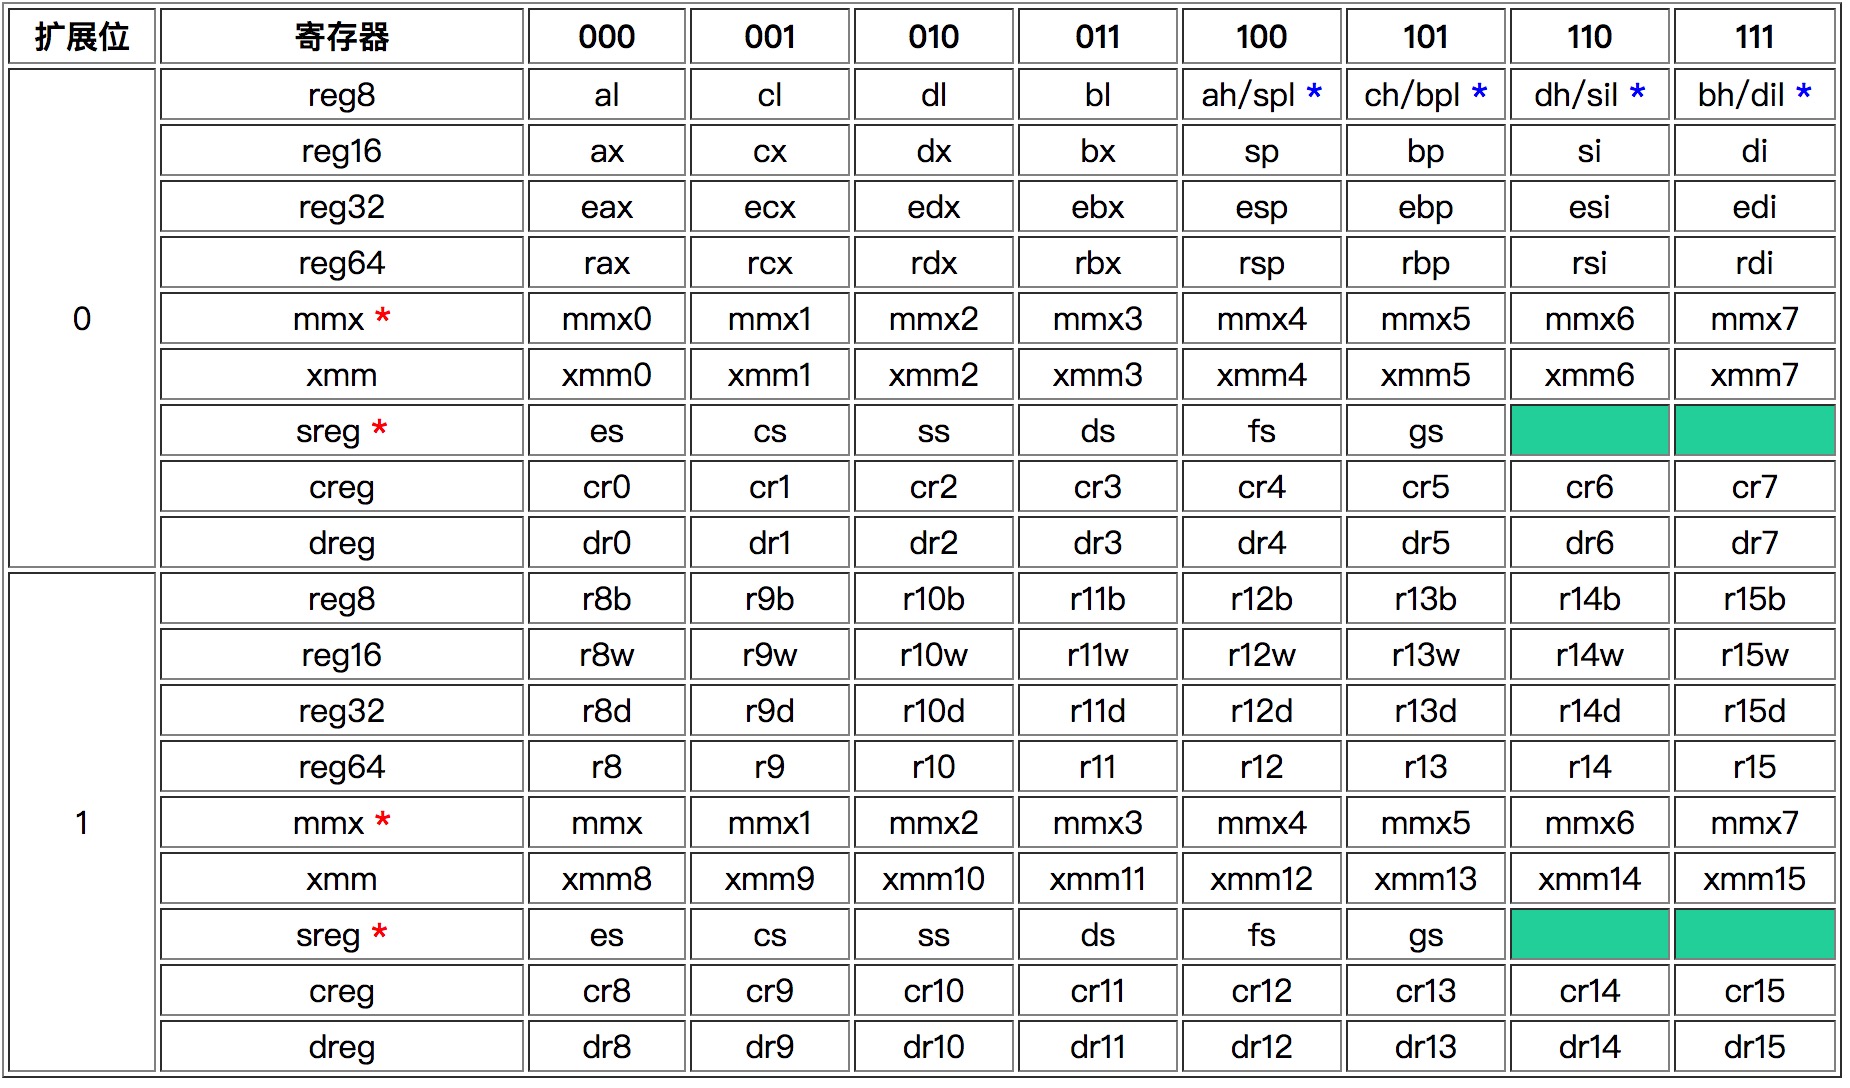 扩展位 寄存器 000 001 010 011 100 101 110 111
0
reg8 al cl dl bl ah/spl * ch/bpl * dh/sil * bh/dil *
reg16 ax cx dx bx sp bp si di
reg32 eax ecx edx ebx esp ebp esi edi
reg64 rax rcx rdx rbx rsp rbp rsi rdi
mmx * mmx0 mmx1 mmx2 mmx3 mmx4 mmx5 mmx6 mmx7
xmm xmm0 xmm1 xmm2 xmm3 xmm4 xmm5 xmm6 xmm7
sreg * es cs ss ds fs gs
creg cr0 cr1 cr2 cr3 cr4 cr5 cr6 cr7
dreg dr0 dr1 dr2 dr3 dr4 dr5 dr6 dr7
1
reg8 r8b r9b r10b r11b r12b r13b r14b r15b
reg16 r8w r9w r10w r11w r12w r13w r14w r15w
reg32 r8d r9d r10d r11d r12d r13d r14d r15d
reg64 r8 r9 r10 r11 r12 r13 r14 r15
mmx * mmx mmx1 mmx2 mmx3 mmx4 mmx5 mmx6 mmx7
xmm xmm8 xmm9 xmm10 xmm11 xmm12 xmm13 xmm14 xmm15
sreg * es cs ss ds fs gs
creg cr8 cr9 cr10 cr11 cr12 cr13 cr14 cr15
dreg dr8 dr9 dr10 dr11 dr12 dr13 dr14 dr15